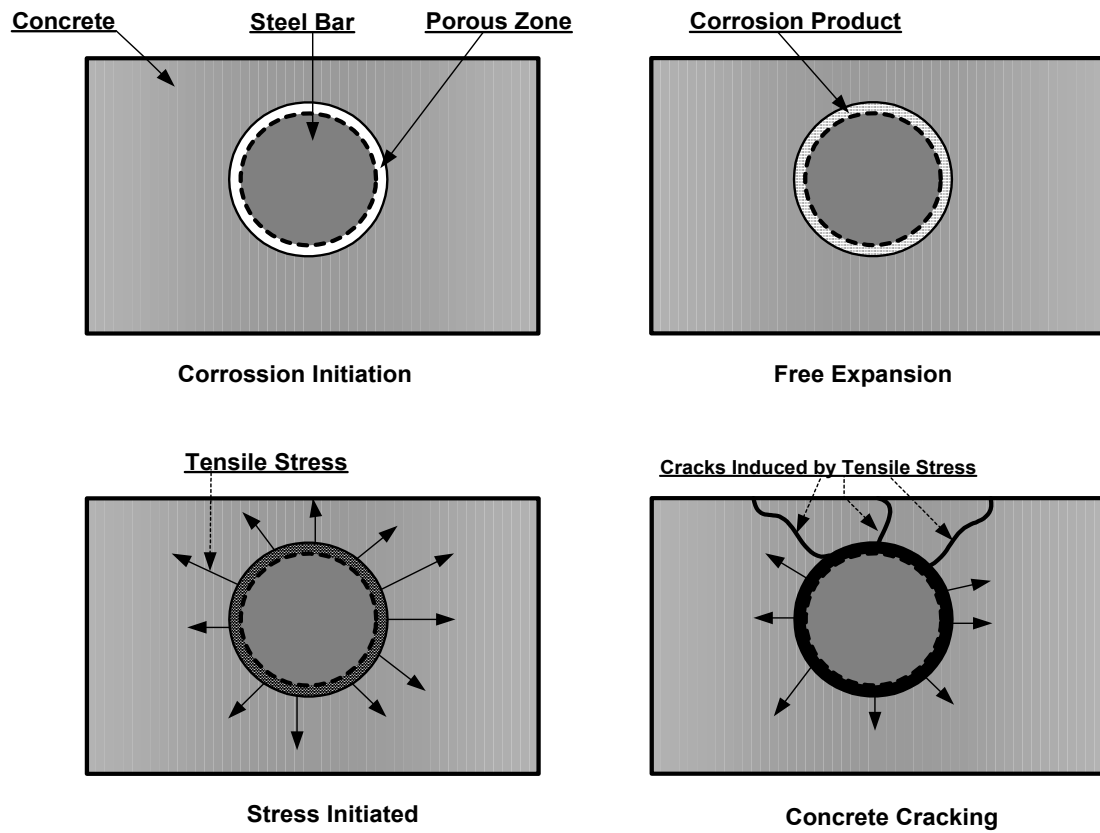 Concrete
Steel Bar
Porous Zone
Corrosion Product
Corrossion Initiation
Free Expansion
Tensile Stress
Cracks Induced by Tensile Stress
Stress Initiated
Concrete Cracking